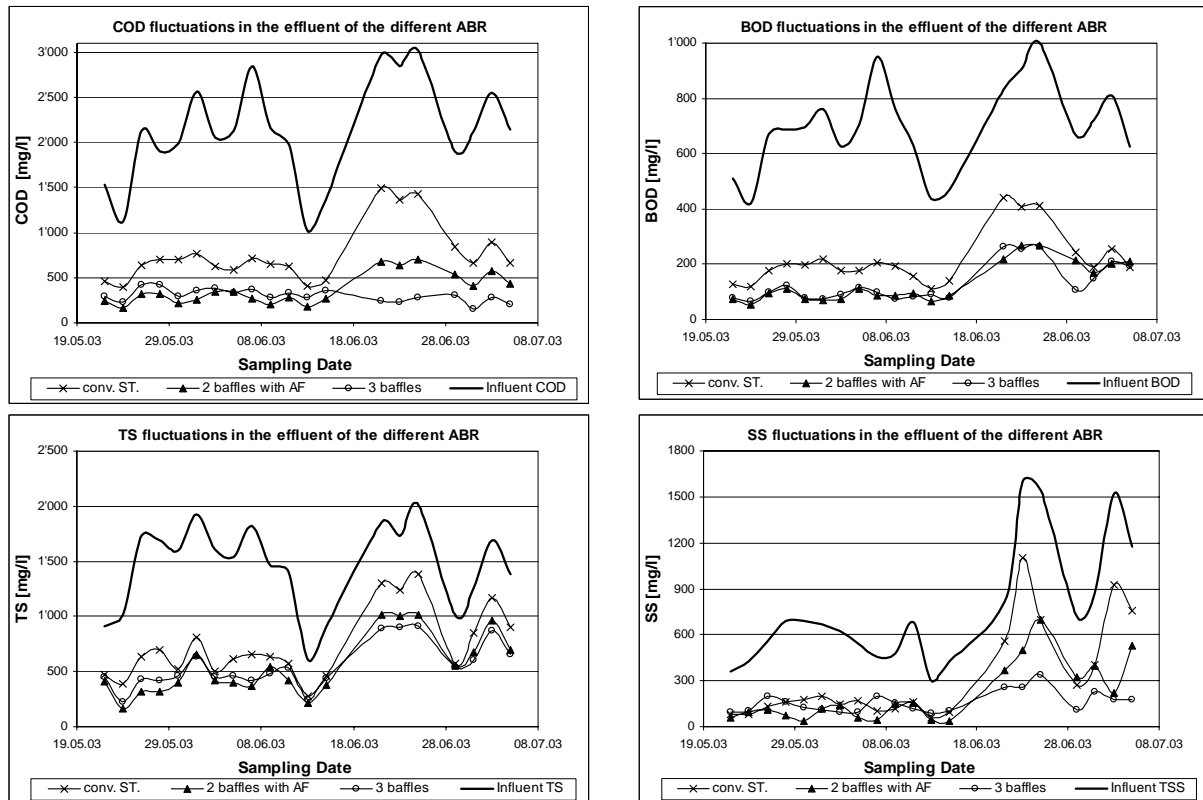 COD fluctuations in the effluent of the different ABR
3'000
2'500
2'000
1'500
1'000
500
0
COD [mg/l]
19.05.03 29.05.03 08.06.03 18.06.03 28.06.03 08.07.03
Sampling Date
conv. ST. 2 baffles with AF 3 baffles Influent COD
BOD fluctuations in the effluent of the different ABR
1'000
800
600
400
200
0
BOD [mg/l]
19.05.03 29.05.03 08.06.03 18.06.03 28.06.03 08.07.03
Sampling Date
conv. ST. 2 baffles with AF 3 baffles Influent BOD
TS fluctuations in the effluent of the different ABR
2'500
2'000
1'500
1'000
500
0
TS [mg/l]
19.05.03 29.05.03 08.06.03 18.06.03 28.06.03 08.07.03
Sampling Date
conv. ST. 2 baffles with AF 3 baffles Influent TS
SS fluctuations in the effluent of the different ABR
1800
1500
1200
900
600
300
0
SS [mg/l]
19.05.03 29.05.03 08.06.03 18.06.03 28.06.03 08.07.03
Sampling Date
conv. ST. 2 baffles with AF 3 baffles Influent TSS